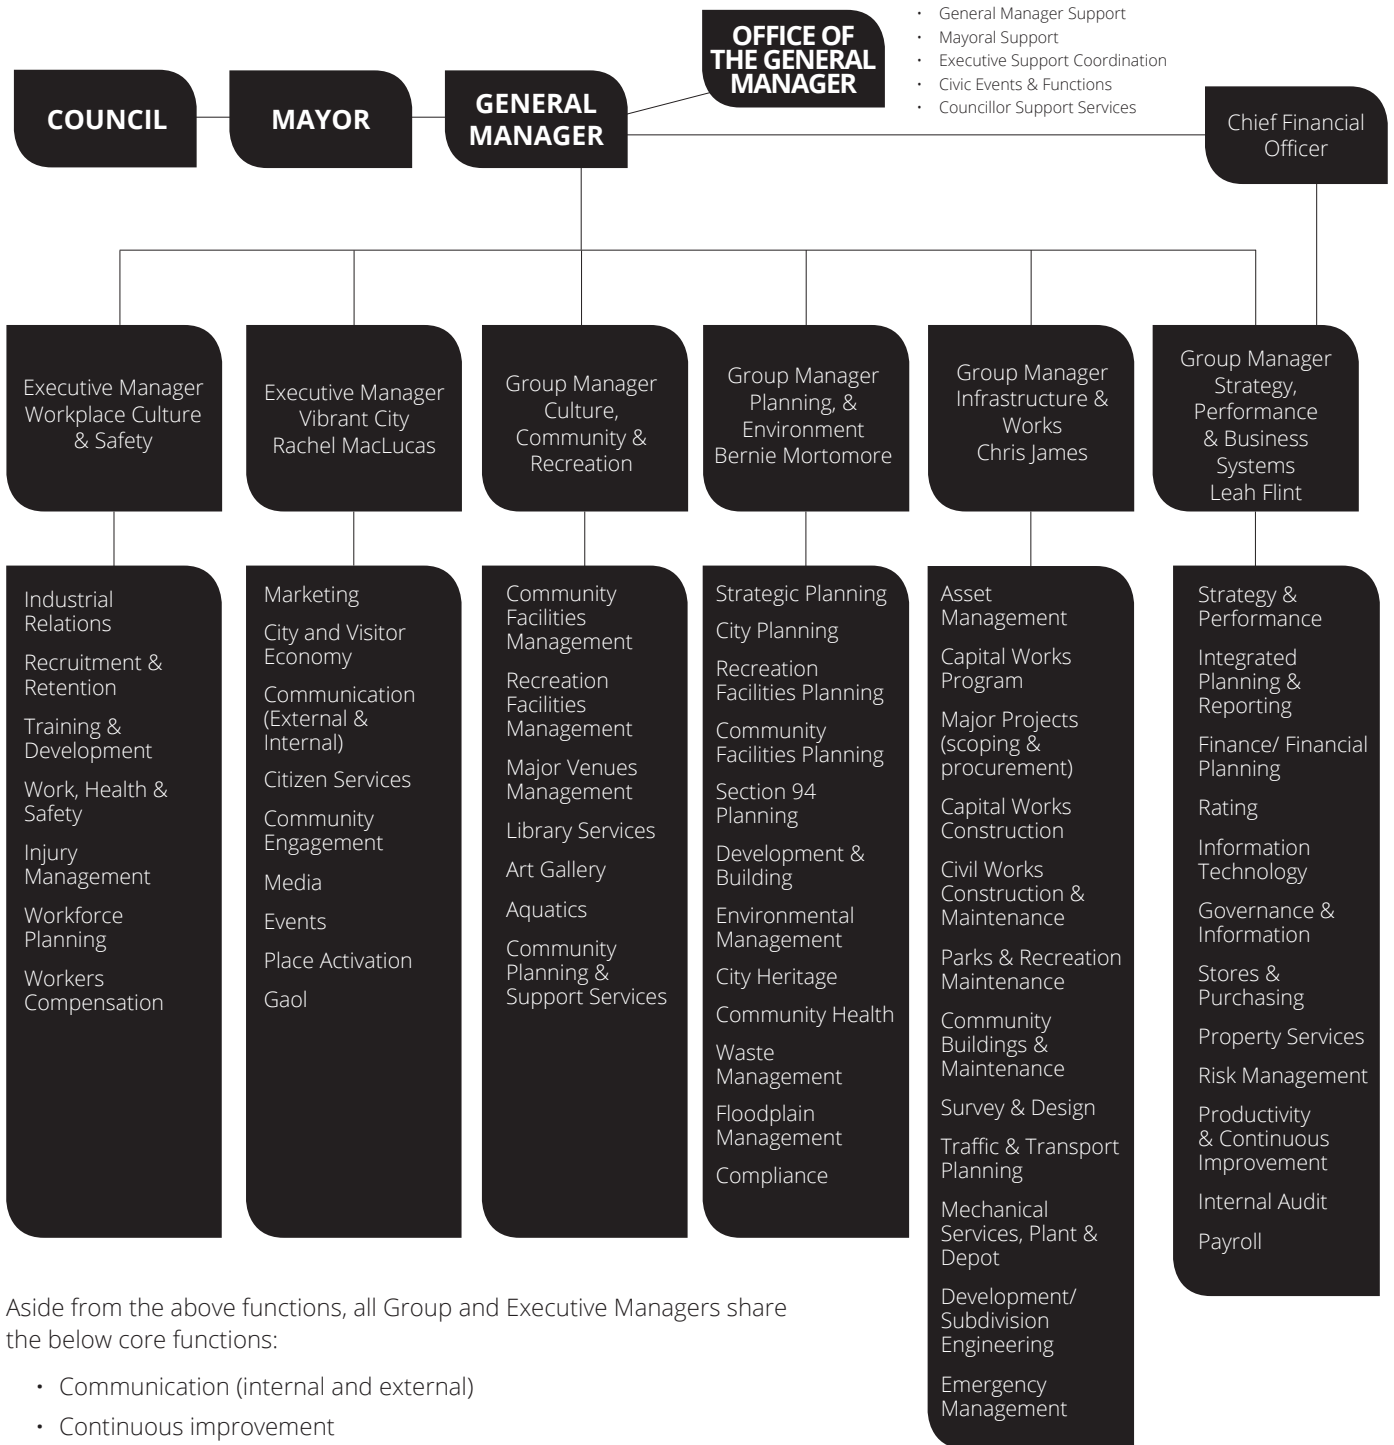 OFFICE OF
THE GENERAL
MANAGER
• General Manager Support
• Mayoral Support
• Executive Support Coordination
• Civic Events & Functions
• Councillor Support Services
COUNCIL
MAYOR
GENERAL
MANAGER
Chief Financial
Officer
Executive Manager
Workplace Culture
& Safety
Executive Manager
Vibrant City
Rachel MacLucas
Group Manager
Culture,
Community &
Recreation
Group Manager
Planning, &
Environment
Bernie Mortomore
Group Manager
Infrastructure &
Works
Chris James
Group Manager
Strategy,
Performance
& Business
Systems
Leah Flint
Industrial
Relations
Recruitment &
Retention
Training &
Development
Work, Health &
Safety
Injury
Management
Workforce
Planning
Workers
Compensation
Marketing
City and Visitor
Economy
Communication
(External &
Internal)
Citizen Services
Community
Engagement
Media
Events
Place Activation
Gaol
Community
Facilities
Management
Recreation
Facilities
Management
Major Venues
Management
Library Services
Art Gallery
Aquatics
Community
Planning &
Support Services
Strategic Planning
City Planning
Recreation
Facilities Planning
Community
Facilities Planning
Section 94
Planning
Development &
Building
Environmental
Management
City Heritage
Community Health
Waste
Management
Floodplain
Management
Compliance
Asset
Management
Capital Works
Program
Major Projects
(scoping &
procurement)
Capital Works
Construction
Civil Works
Construction &
Maintenance
Parks & Recreation
Maintenance
Community
Buildings &
Maintenance
Survey & Design
Traffic & Transport
Planning
Mechanical
Services, Plant &
Depot
Development/
Subdivision
Engineering
Emergency
Management
Strategy &
Performance
Integrated
Planning &
Reporting
Finance/ Financial
Planning
Rating
Information
Technology
Governance &
Information
Stores &
Purchasing
Property Services
Risk Management
Productivity
& Continuous
Improvement
Internal Audit
Payroll
Aside from the above functions, all Group and Executive Managers share
the below core functions:
• Communication (internal and external)
• Continuous improvement